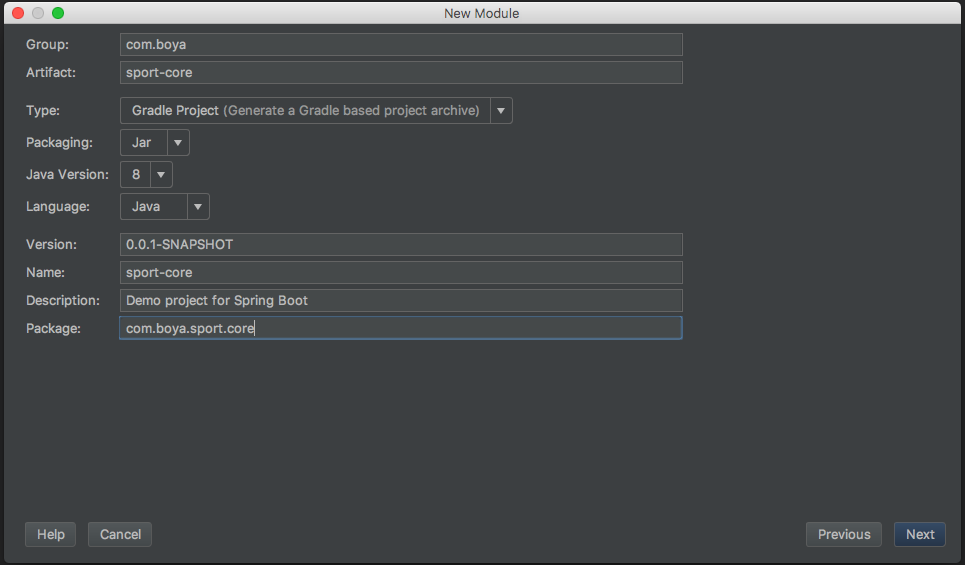 New Module
Group: com.boya
Artifact: sport-core
Type: Gradle Project (Generate a Gradle based project archive)
Packaging: Jar
Java Version: 8
Language: Java
Version: 0.0.1-SNAPSHOT
Name: sport-core
Description: Demo project for Spring Boot
Package: com.boya.sport.core
Help Cancel Previous Next